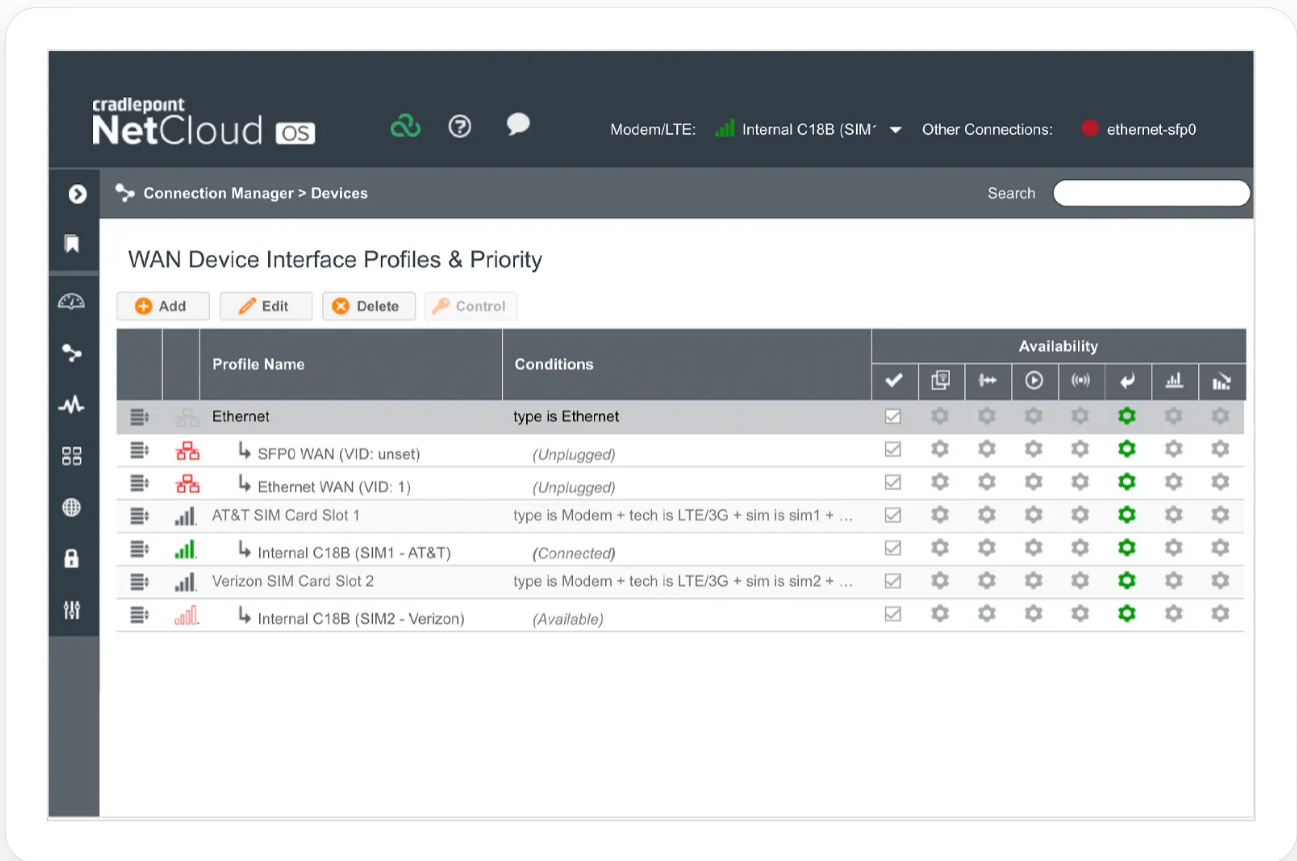 cradlepoint
NetCloud OS
Modem/LTE: Internal C18B (SIM Other Connections: ethernet-sfp0
Connection Manager > Devices Search
WAN Device Interface Profiles & Priority
Add Edit Delete Control
Availability
Profile Name Conditions
Ethernet type is Ethernet
SFP0 WAN (VID: unset) (Unplugged)
Ethernet WAN (VID: 1) (Unplugged)
AT&T SIM Card Slot 1 type is Modem + tech is LTE/3G + sim is sim1 + ...
Internal C18B (SIM1 - AT&T) (Connected)
Verizon SIM Card Slot 2 type is Modem + tech is LTE/3G + sim is sim2 + ...
Internal C18B (SIM2 - Verizon) (Available)